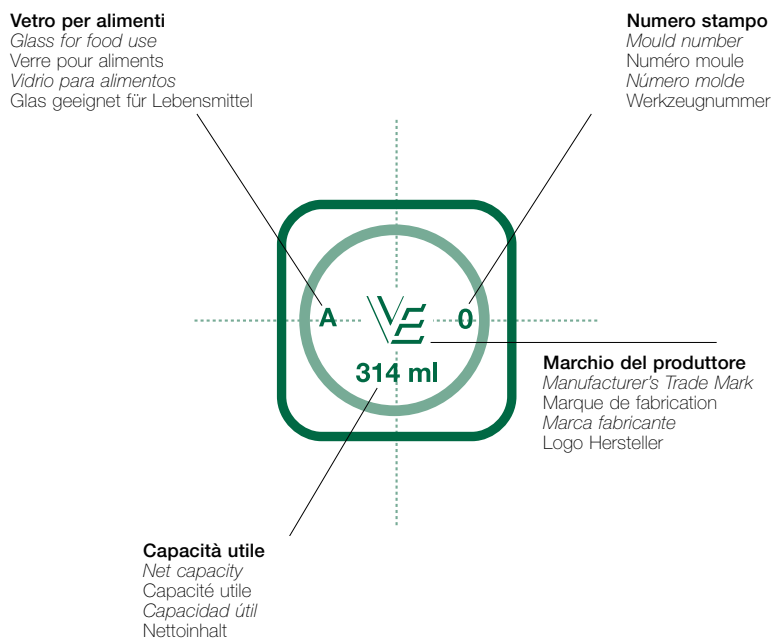 Vetro per alimenti
Glass for food use
Verre pour aliments
Vidrio para alimentos
Glas geeignet für Lebensmittel
Numero stampo
Mould number
Numéro moule
Número molde
Werkzeugnummer
A VE 0
314 ml
Marchio del produttore
Manufacturer's Trade Mark
Marque de fabrication
Marca fabricante
Logo Hersteller
Capacità utile
Net capacity
Capacité utile
Capacidad útil
Nettoinhalt